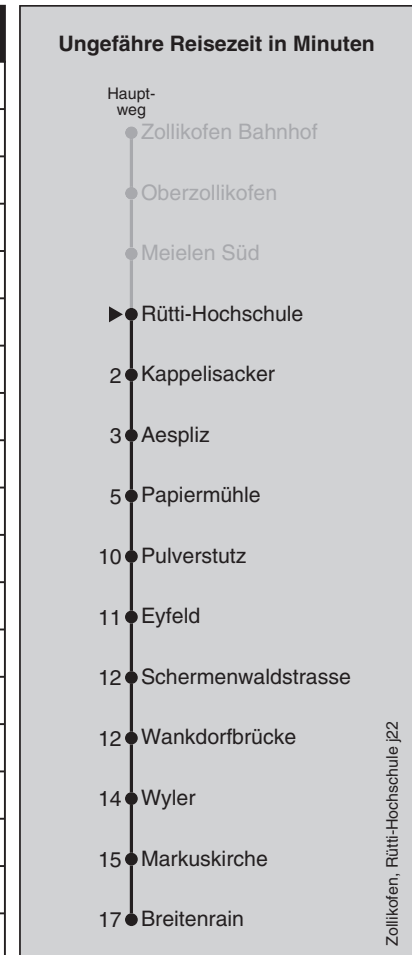 Ungefähre Reisezeit in Minuten
Haupt-
weg
Zollikofen Bahnhof
Oberzollikofen
Meielen Süd
Rütti-Hochschule
2 Kappelisacker
3 Aespliz
5 Papiermühle
10 Pulverstutz
11 Eyfeld
12 Schermenwaldstrasse
12 Wankdorfbrücke
14 Wyler
15 Markuskirche
17 Breitenrain
Zollikofen, Rütti-Hochschule j22